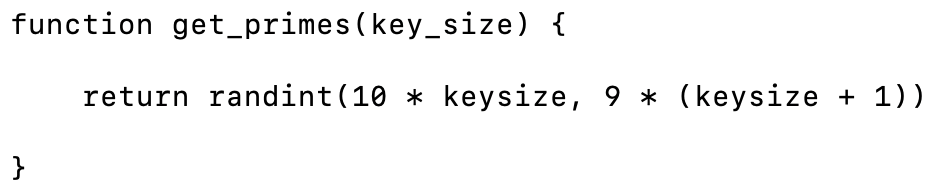 function get_primes(key_size) {
    return randint(10 * keysize, 9 * (keysize + 1))
}